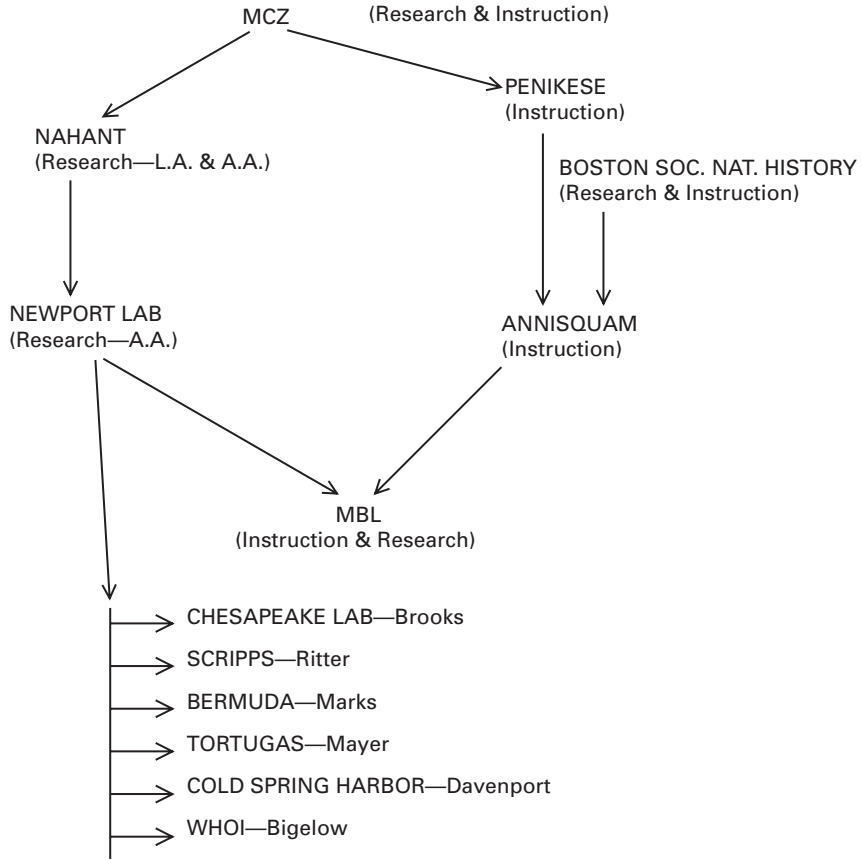 MCZ (Research & Instruction)
PENIKESE
(Instruction)
NAHANT
(Research—L.A. & A.A.)
BOSTON SOC. NAT. HISTORY
(Research & Instruction)
NEWPORT LAB
(Research—A.A.)
ANNISQUAM
(Instruction)
MBL
(Instruction & Research)
CHESAPEAKE LAB—Brooks
SCRIPPS—Ritter
BERMUDA—Marks
TORTUGAS—Mayer
COLD SPRING HARBOR—Davenport
WHOI—Bigelow